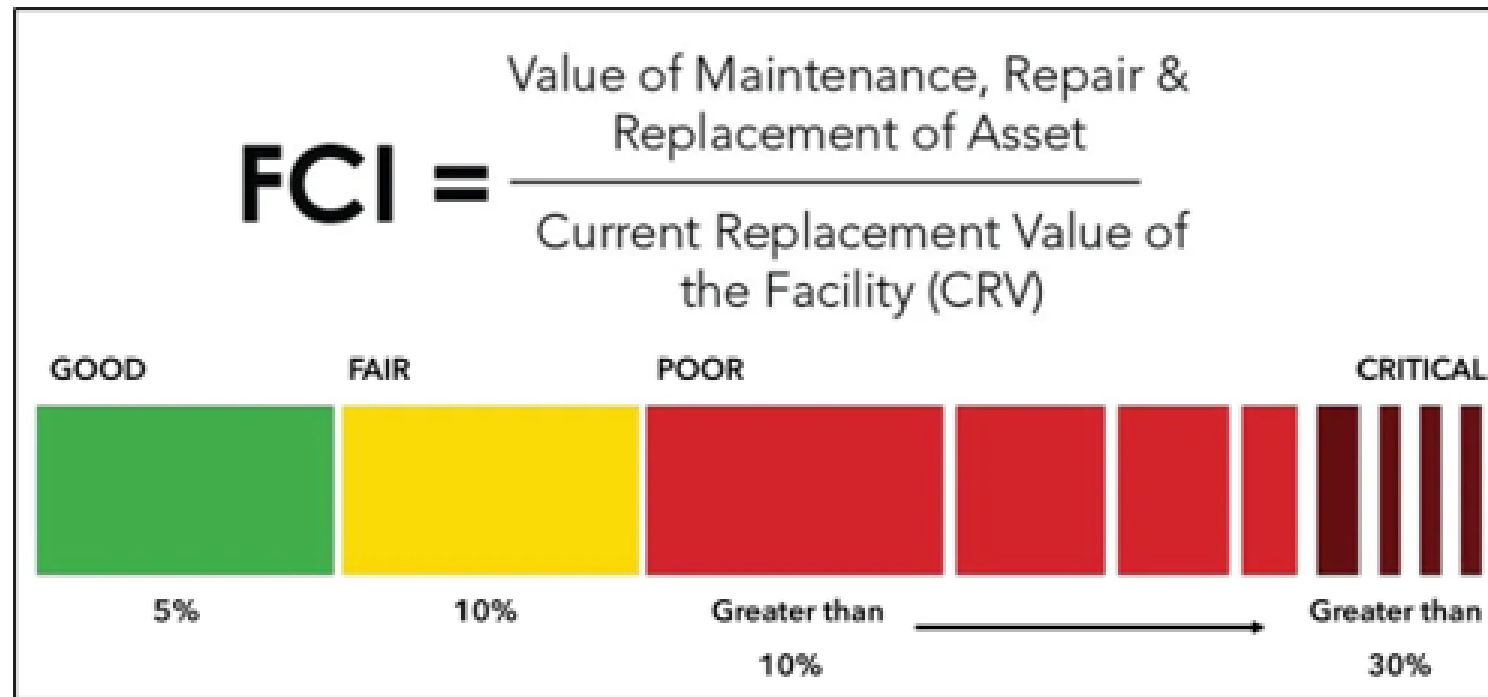 Value of Maintenance, Repair &
Replacement of Asset
FCI =
Current Replacement Value of
the Facility (CRV)
GOOD FAIR POOR CRITICAL
5% 10% Greater than Greater than
10% 30%